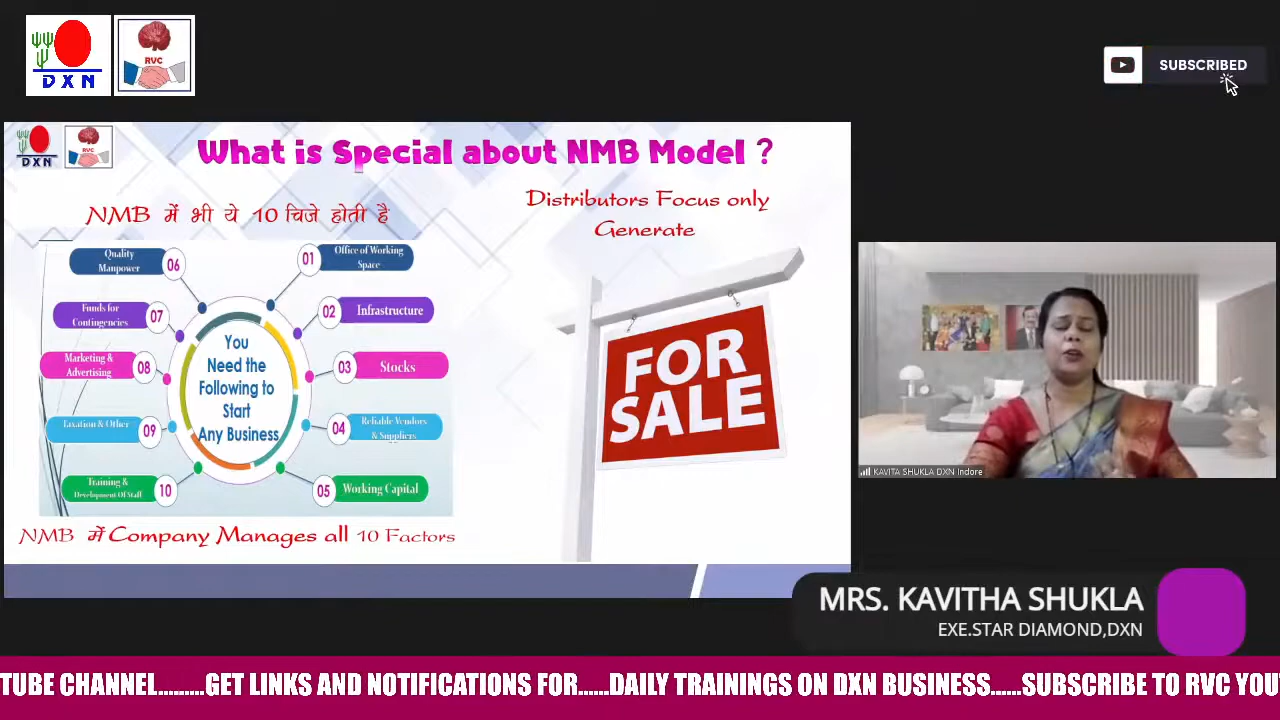 DXN
RVC
SUBSCRIBED
DXN
What is Special about NMB Model ?
NMB में भी ये 10 चिजे होती है
Distributors Focus only
Generate
Quality
Manpower
06
01
Office of Working
Space
Funds for
Contingencies
07
02
Infrastructure
Marketing &
Advertising
08
03
Stocks
Taxation & Other
09
04
Reliable Vendors
& Suppliers
Training &
Development Of Staff
10
05
Working Capital
You
Need the
Following to
Start
Any Business
FOR
SALE
NMB में Company Manages all 10 Factors
KAVITA SHUKLA DXN Indore
MRS. KAVITHA SHUKLA
EXE.STAR DIAMOND,DXN
TUBE CHANNEL.........GET LINKS AND NOTIFICATIONS FOR......DAILY TRAININGS ON DXN BUSINESS......SUBSCRIBE TO RVC YOU